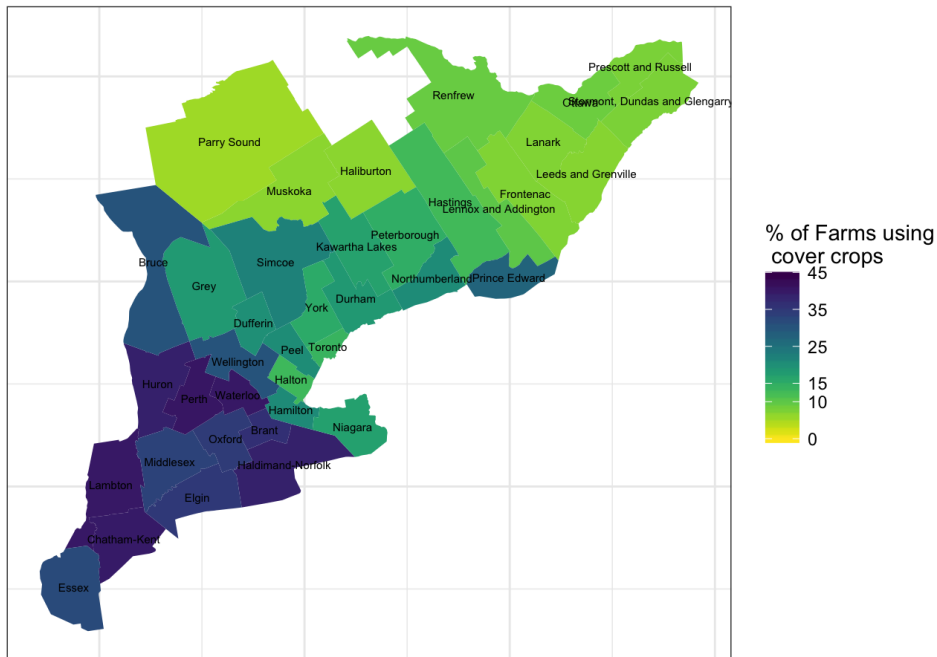 Prescott and Russell
Renfrew
Ottawa
Stormont, Dundas and Glengarry
Parry Sound
Lanark
Haliburton
Leeds and Grenville
Muskoka
Frontenac
Hastings
Lennox and Addington
Peterborough
Kawartha Lakes
Bruce
Simcoe
Northumberland
Prince Edward
Grey
Durham
York
Dufferin
Toronto
Peel
Wellington
Halton
Huron
Perth
Waterloo
Hamilton
Niagara
Brant
Oxford
Middlesex
Haldimand-Norfolk
Lambton
Elgin
Chatham-Kent
Essex
% of Farms using
cover crops
45
35
25
15
10
0